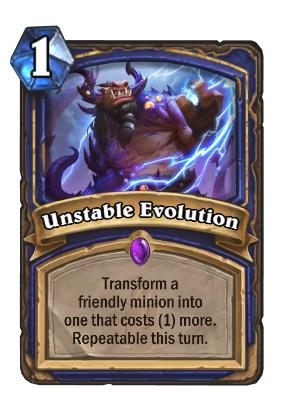 1
Unstable Evolution
Transform a
friendly minion into
one that costs (1) more.
Repeatable this turn.